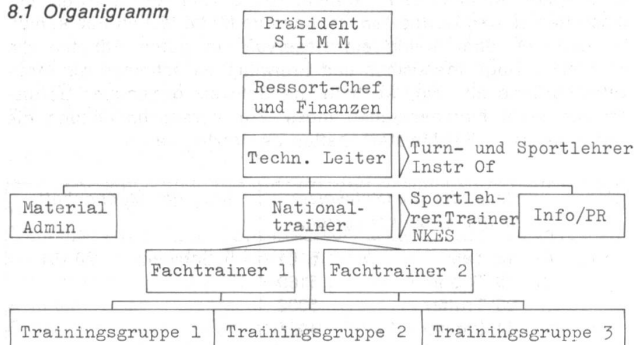 8.1 Organigramm
Präsident
S I M M
Ressort-Chef
und Finanzen
Techn. Leiter
Turn- und Sportlehrer
Instr Of
Material
Admin
National-
trainer
Sportleh-
rer,Trainer
NKES
Info/PR
Fachtrainer 1
Fachtrainer 2
Trainingsgruppe 1
Trainingsgruppe 2
Trainingsgruppe 3